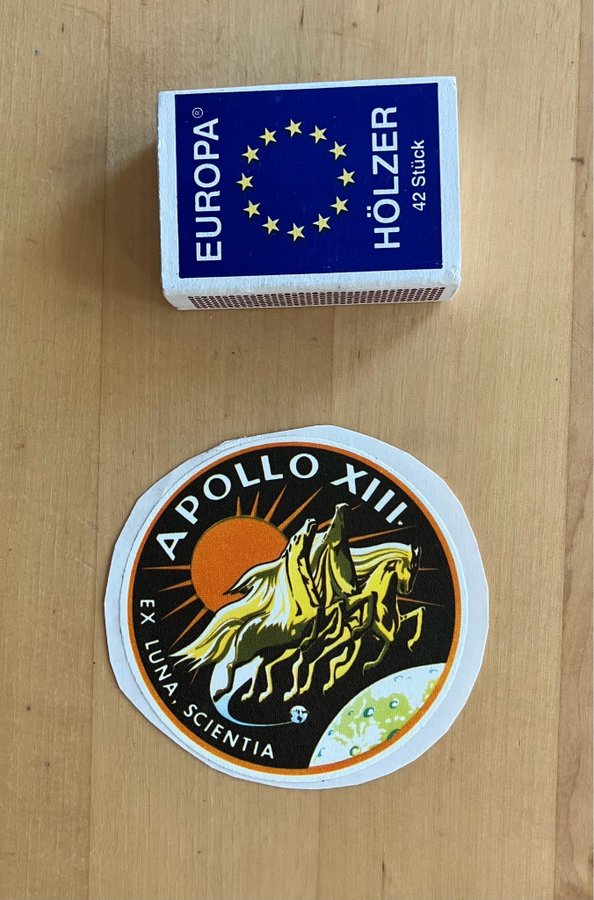 EUROPA®
HÖLZER
42 Stück
APOLLO XIII
EX LUNA, SCIENTIA